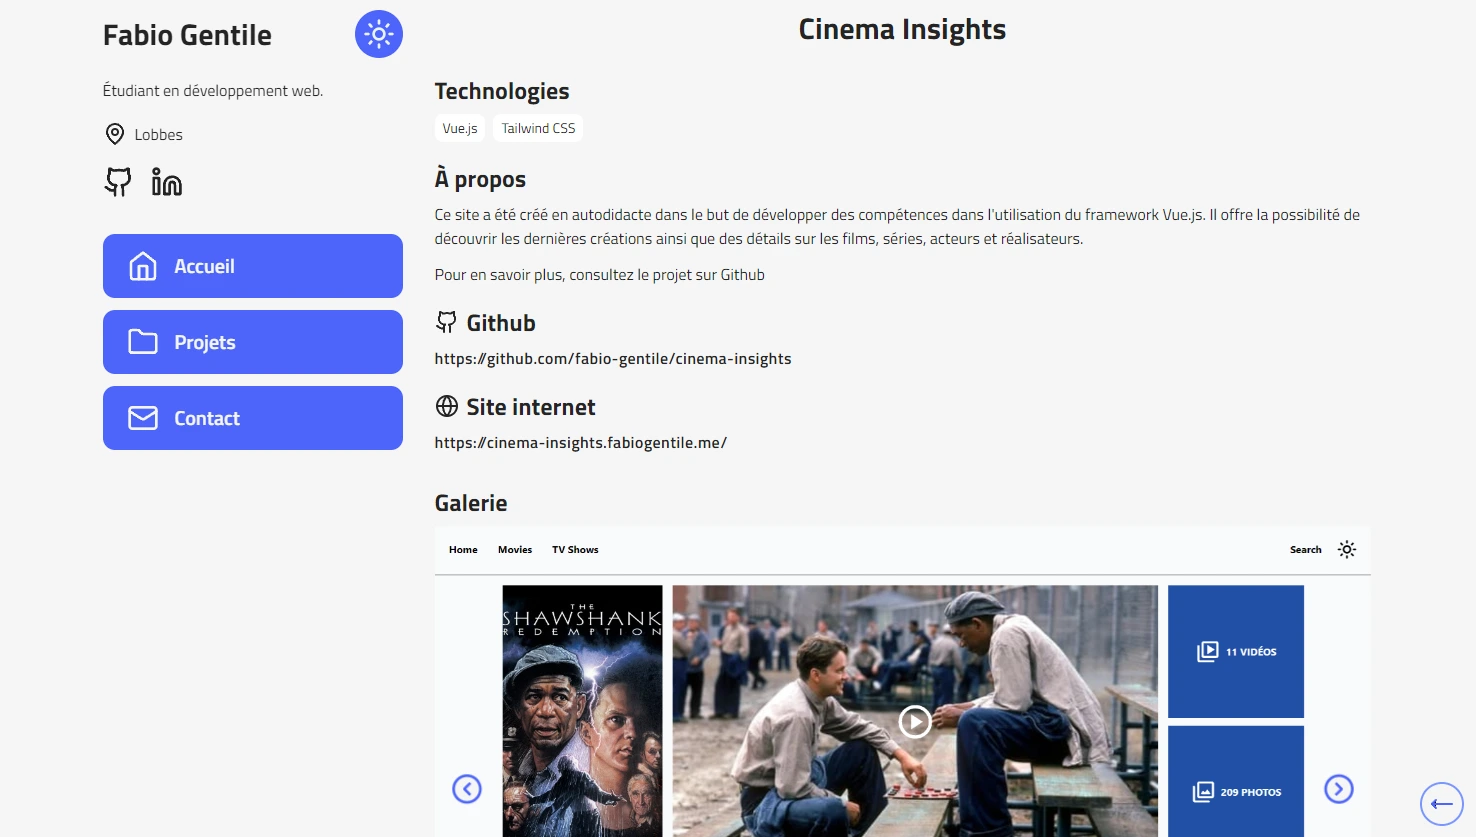 Fabio Gentile
Étudiant en développement web.
Lobbes
Accueil
Projets
Contact
Cinema Insights
Technologies
Vue.js
Tailwind CSS
À propos
Ce site a été créé en autodidacte dans le but de développer des compétences dans l'utilisation du framework Vue.js. Il offre la possibilité de
découvrir les dernières créations ainsi que des détails sur les films, séries, acteurs et réalisateurs.
Pour en savoir plus, consultez le projet sur Github
Github
https://github.com/fabio-gentile/cinema-insights
Site internet
https://cinema-insights.fabiogentile.me/
Galerie
Home Movies TV Shows Search
THE
SHAWSHANK
REDEMPTION
11 VIDÉOS
209 PHOTOS